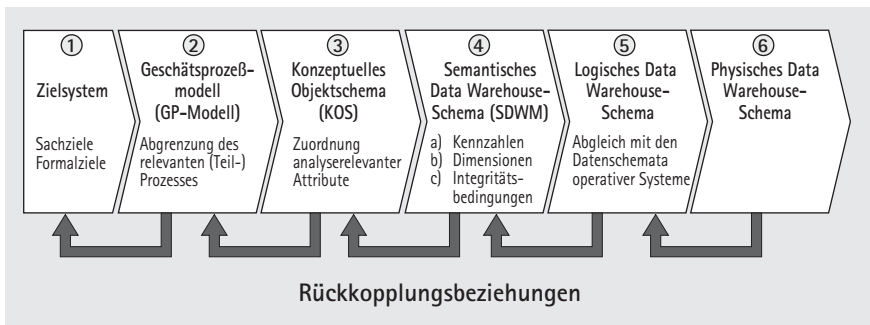 ①
Zielsystem
Sachziele
Formalziele
②
Geschätsprozeß-
modell
(GP-Modell)
Abgrenzung des
relevanten (Teil-)
Prozesses
③
Konzeptuelles
Objektschema
(KOS)
Zuordnung
analyserelevanter
Attribute
④
Semantisches
Data Warehouse-
Schema (SDWM)
a) Kennzahlen
b) Dimensionen
c) Integritäts-
bedingungen
⑤
Logisches Data
Warehouse-
Schema
Abgleich mit den
Datenschemata
operativer Systeme
⑥
Physisches Data
Warehouse-
Schema
Rückkopplungsbeziehungen